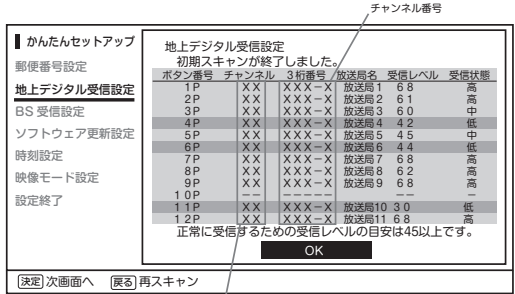 チャンネル番号
かんたんセットアップ
郵便番号設定
地上デジタル受信設定
BS 受信設定
ソフトウェア更新設定
時刻設定
映像モード設定
設定終了
地上デジタル受信設定
初期スキャンが終了しました。
ボタン番号 チャンネル 3桁番号 放送局名 受信レベル 受信状態
1P XX XXX-X 放送局1 68 高
2P XX XXX-X 放送局2 61 高
3P XX XXX-X 放送局3 60 中
4P XX XXX-X 放送局4 42 低
5P XX XXX-X 放送局5 45 中
6P XX XXX-X 放送局6 44 低
7P XX XXX-X 放送局7 68 高
8P XX XXX-X 放送局8 62 高
9P XX XXX-X 放送局9 68 高
10P -- ----- ----- -- -
11P XX XXX-X 放送局10 30 低
12P XX XXX-X 放送局11 68 高
正常に受信するための受信レベルの目安は45以上です。
OK
決定 次画面へ 戻る 再スキャン